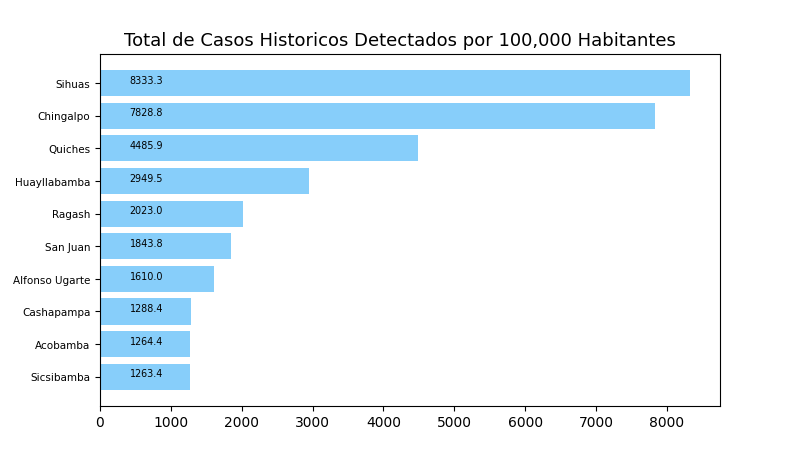 Total de Casos Historicos Detectados por 100,000 Habitantes
Sihuas 8333.3
Chingalpo 7828.8
Quiches 4485.9
Huayllabamba 2949.5
Ragash 2023.0
San Juan 1843.8
Alfonso Ugarte 1610.0
Cashapampa 1288.4
Acobamba 1264.4
Sicsibamba 1263.4
0 1000 2000 3000 4000 5000 6000 7000 8000